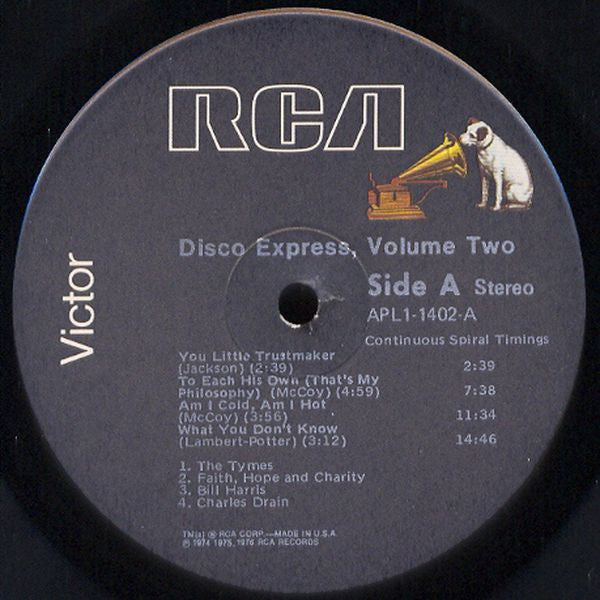 RCA
Victor
Disco Express, Volume Two
Side A Stereo
APL1-1402-A
Continuous Spiral Timings
You Little Trustmaker
(Jackson) (2:39) 2:39
To Each His Own (That's My
Philosophy) (McCoy) (4:59) 7:38
Am I Cold, Am I Hot
(McCoy) (3:56) 11:34
What You Don't Know
(Lambert-Potter) (3:12) 14:46
1. The Tymes
2. Faith, Hope and Charity
3. Bill Harris
4. Charles Drain
TM(s) ® RCA CORP.—MADE IN U.S.A.
℗ 1974 1975, 1976 RCA RECORDS